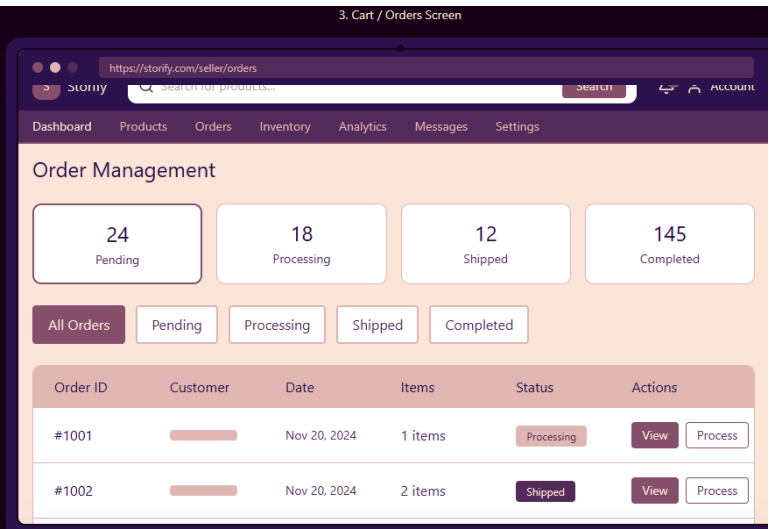 3. Cart / Orders Screen
https://storify.com/seller/orders
S Storify Search for products... Search Account
Dashboard Products Orders Inventory Analytics Messages Settings
Order Management
24 18 12 145
Pending Processing Shipped Completed
All Orders Pending Processing Shipped Completed
Order ID Customer Date Items Status Actions
#1001 Nov 20, 2024 1 items Processing View Process
#1002 Nov 20, 2024 2 items Shipped View Process